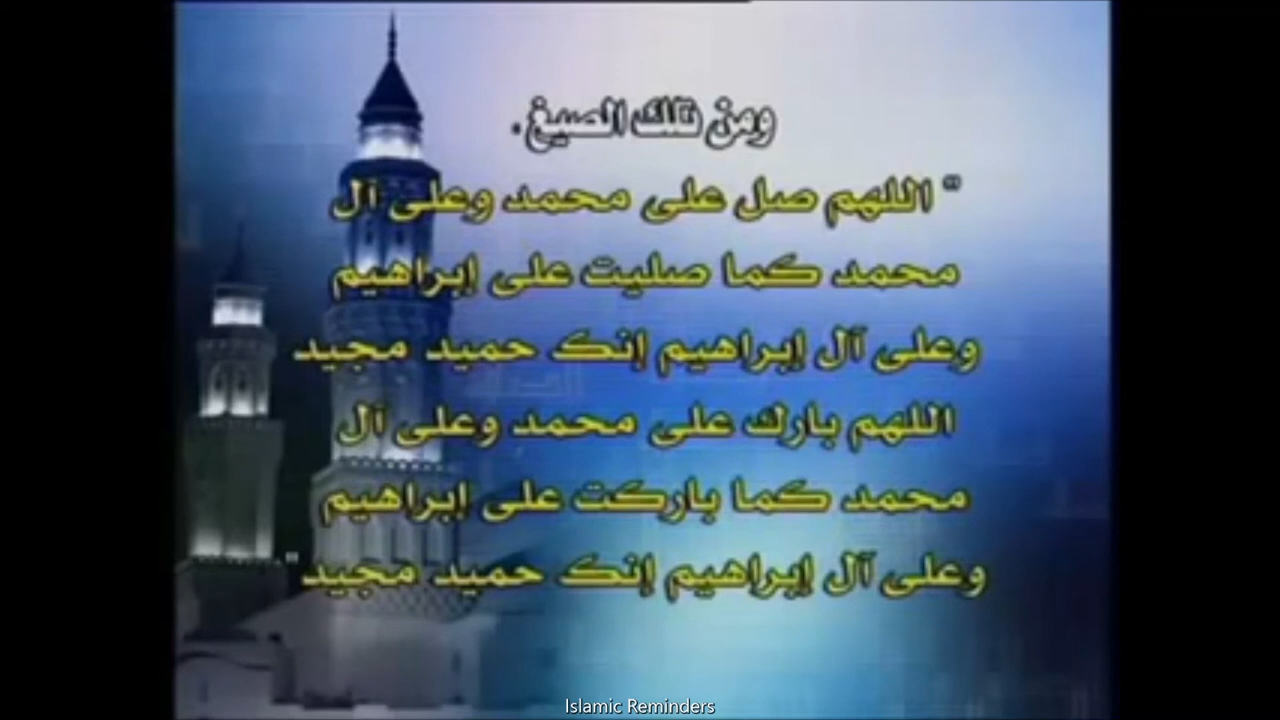 ومن تلك الصيغ .
" اللهم صل على محمد وعلى آل
محمد كما صليت على إبراهيم
وعلى آل إبراهيم إنك حميد مجيد
اللهم بارك على محمد وعلى آل
محمد كما باركت على إبراهيم
وعلى آل إبراهيم إنك حميد مجيد "
Islamic Reminders